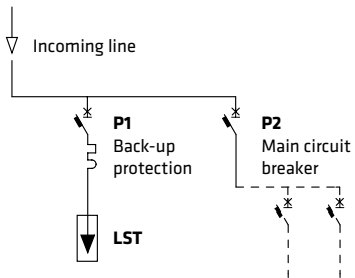 Incoming line
P1
Back-up
protection
P2
Main circuit
breaker
LST